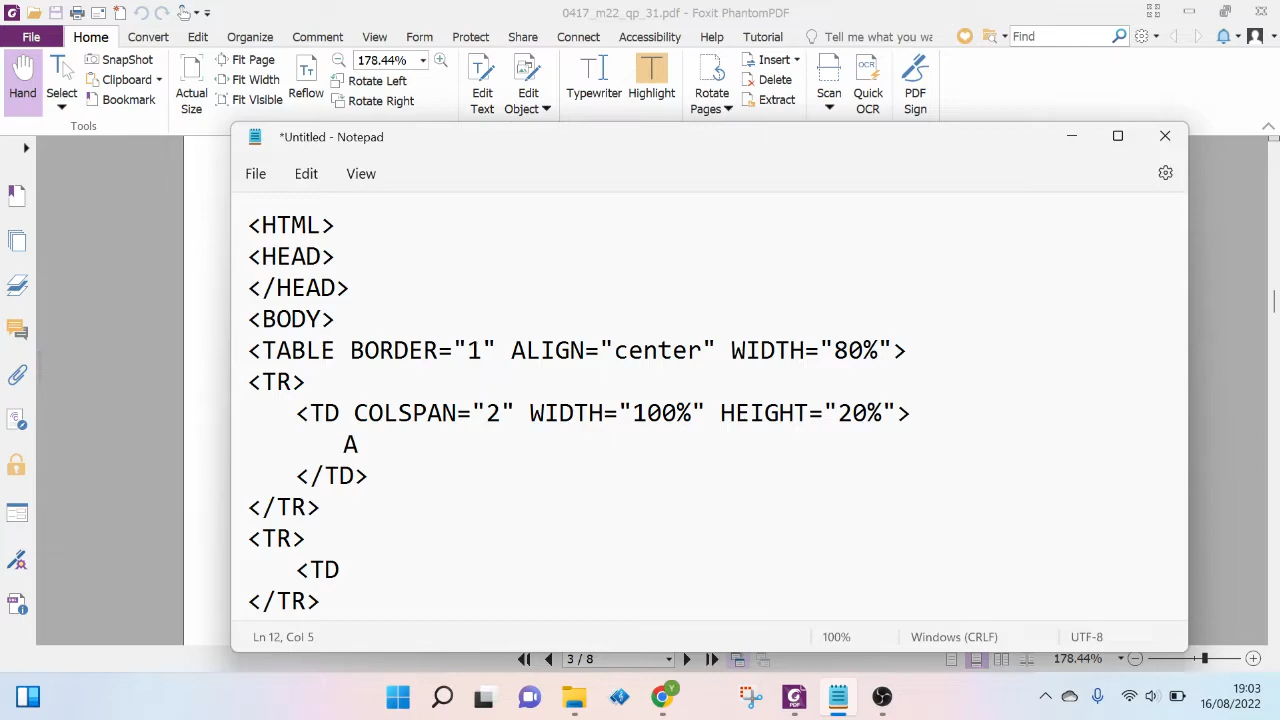 0417_m22_qp_31.pdf - Foxit PhantomPDF
File Home Convert Edit Organize Comment View Form Protect Share Connect Accessibility Help Tutorial Tell me what you wa Find
SnapShot Fit Page 178.44% Insert
Clipboard Fit Width Rotate Left Delete
Hand Select Bookmark Actual Size Fit Visible Reflow Rotate Right Edit Text Edit Object Typewriter Highlight Rotate Pages Extract Scan Quick OCR PDF Sign
Tools
*Untitled - Notepad
File Edit View
<HTML>
<HEAD>
</HEAD>
<BODY>
<TABLE BORDER="1" ALIGN="center" WIDTH="80%">
<TR>
<TD COLSPAN="2" WIDTH="100%" HEIGHT="20%">
A
</TD>
</TR>
<TR>
<TD
</TR>
Ln 12, Col 5 100% Windows (CRLF) UTF-8
3 / 8 178.44%
19:03
16/08/2022